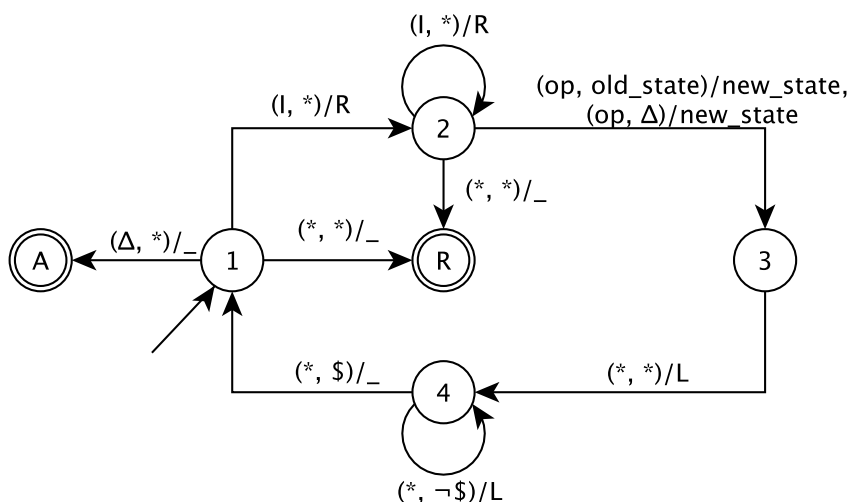 (I, *)/R
(op, old_state)/new_state,
(op, Δ)/new_state
(I, *)/R
2
(*, *)/_
(Δ, *)/_
(*, *)/_
A
1
R
3
(*, $)/_
4
(*, *)/L
(*, ¬$)/L